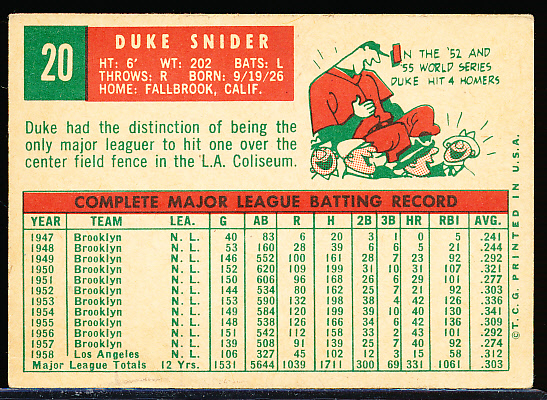 20
DUKE SNIDER
HT: 6' WT: 202 BATS: L
THROWS: R BORN: 9/19/26
HOME: FALLBROOK, CALIF.
IN THE '52 AND
'55 WORLD SERIES
DUKE HIT 4 HOMERS
Duke had the distinction of being the
only major leaguer to hit one over the
center field fence in the L.A. Coliseum.
COMPLETE MAJOR LEAGUE BATTING RECORD
YEAR TEAM LEA. G AB R H 2B 3B HR RBI AVG.
1947 Brooklyn N. L. 40 83 6 20 3 1 0 5 .241
1948 Brooklyn N. L. 53 160 28 39 6 6 5 21 .244
1949 Brooklyn N. L. 146 552 100 161 28 7 23 92 .292
1950 Brooklyn N. L. 152 620 109 199 31 10 31 107 .321
1951 Brooklyn N. L. 150 606 96 168 26 6 29 101 .277
1952 Brooklyn N. L. 144 534 80 162 25 7 21 92 .303
1953 Brooklyn N. L. 153 590 132 198 38 4 42 126 .336
1954 Brooklyn N. L. 149 584 120 199 39 10 40 130 .341
1955 Brooklyn N. L. 148 538 126 166 34 6 42 136 .309
1956 Brooklyn N. L. 151 542 112 158 33 2 43 101 .292
1957 Brooklyn N. L. 139 508 91 139 25 7 40 92 .274
1958 Los Angeles N. L. 106 327 45 102 12 3 15 58 .312
Major League Totals 12 Yrs. 1531 5644 1039 1711 300 69 331 1061 .303
© T.C.G. PRINTED IN U.S.A.